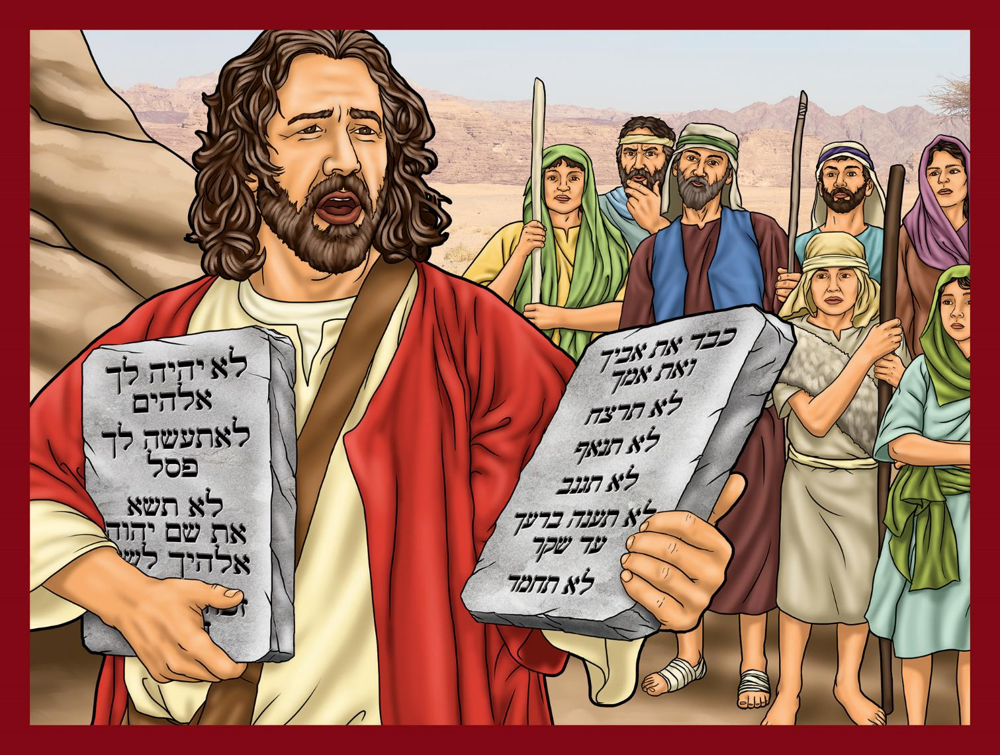 לא יהיה לך
אלהים
לאתעשה לך
פסל
לא תשא
את שם יהוה
אלהיך
כבד את אביך
ואת אמך
לא תרצח
לא תנאף
לא תגנב
לא תענה ברעך
עד שקר
לא תחמד